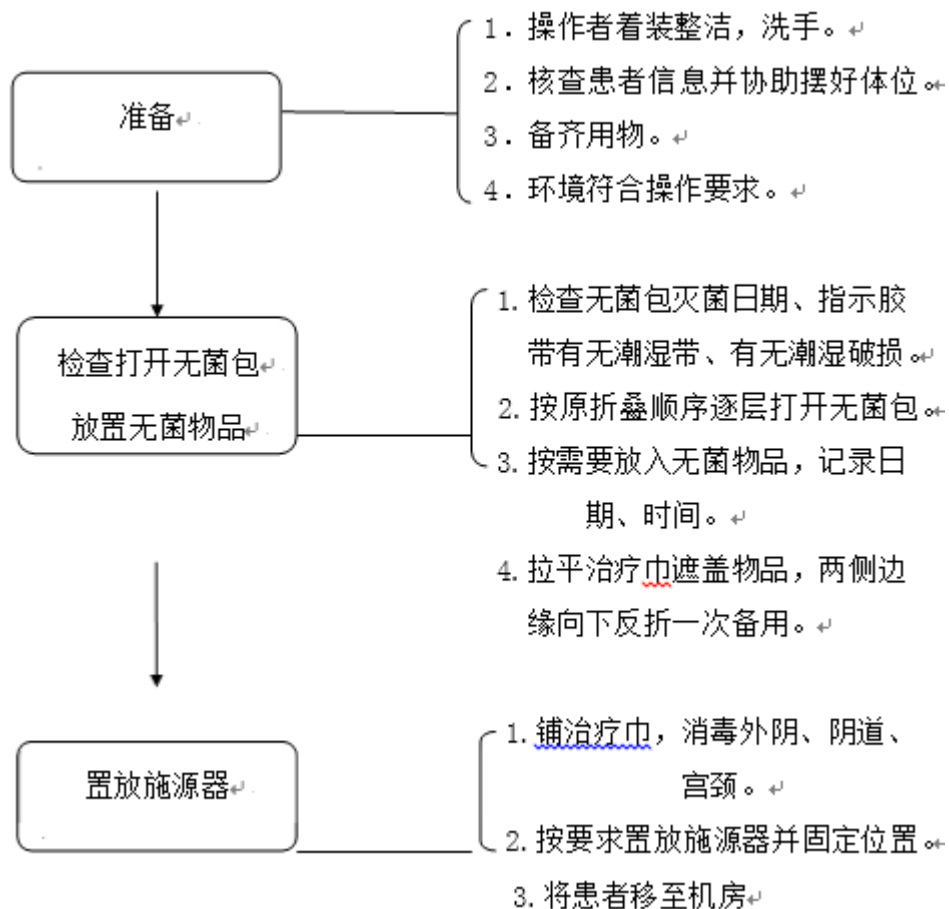 准备
1. 操作者着装整洁，洗手。
2. 核查患者信息并协助摆好体位。
3. 备齐用物。
4. 环境符合操作要求。
检查打开无菌包
放置无菌物品
1. 检查无菌包灭菌日期、指示胶
带有无潮湿带、有无潮湿破损。
2. 按原折叠顺序逐层打开无菌包。
3. 按需要放入无菌物品，记录日
期、时间。
4. 拉平治疗巾遮盖物品，两侧边
缘向下反折一次备用。
置放施源器
1. 铺治疗巾，消毒外阴、阴道、
宫颈。
2. 按要求置放施源器并固定位置。
3. 将患者移至机房